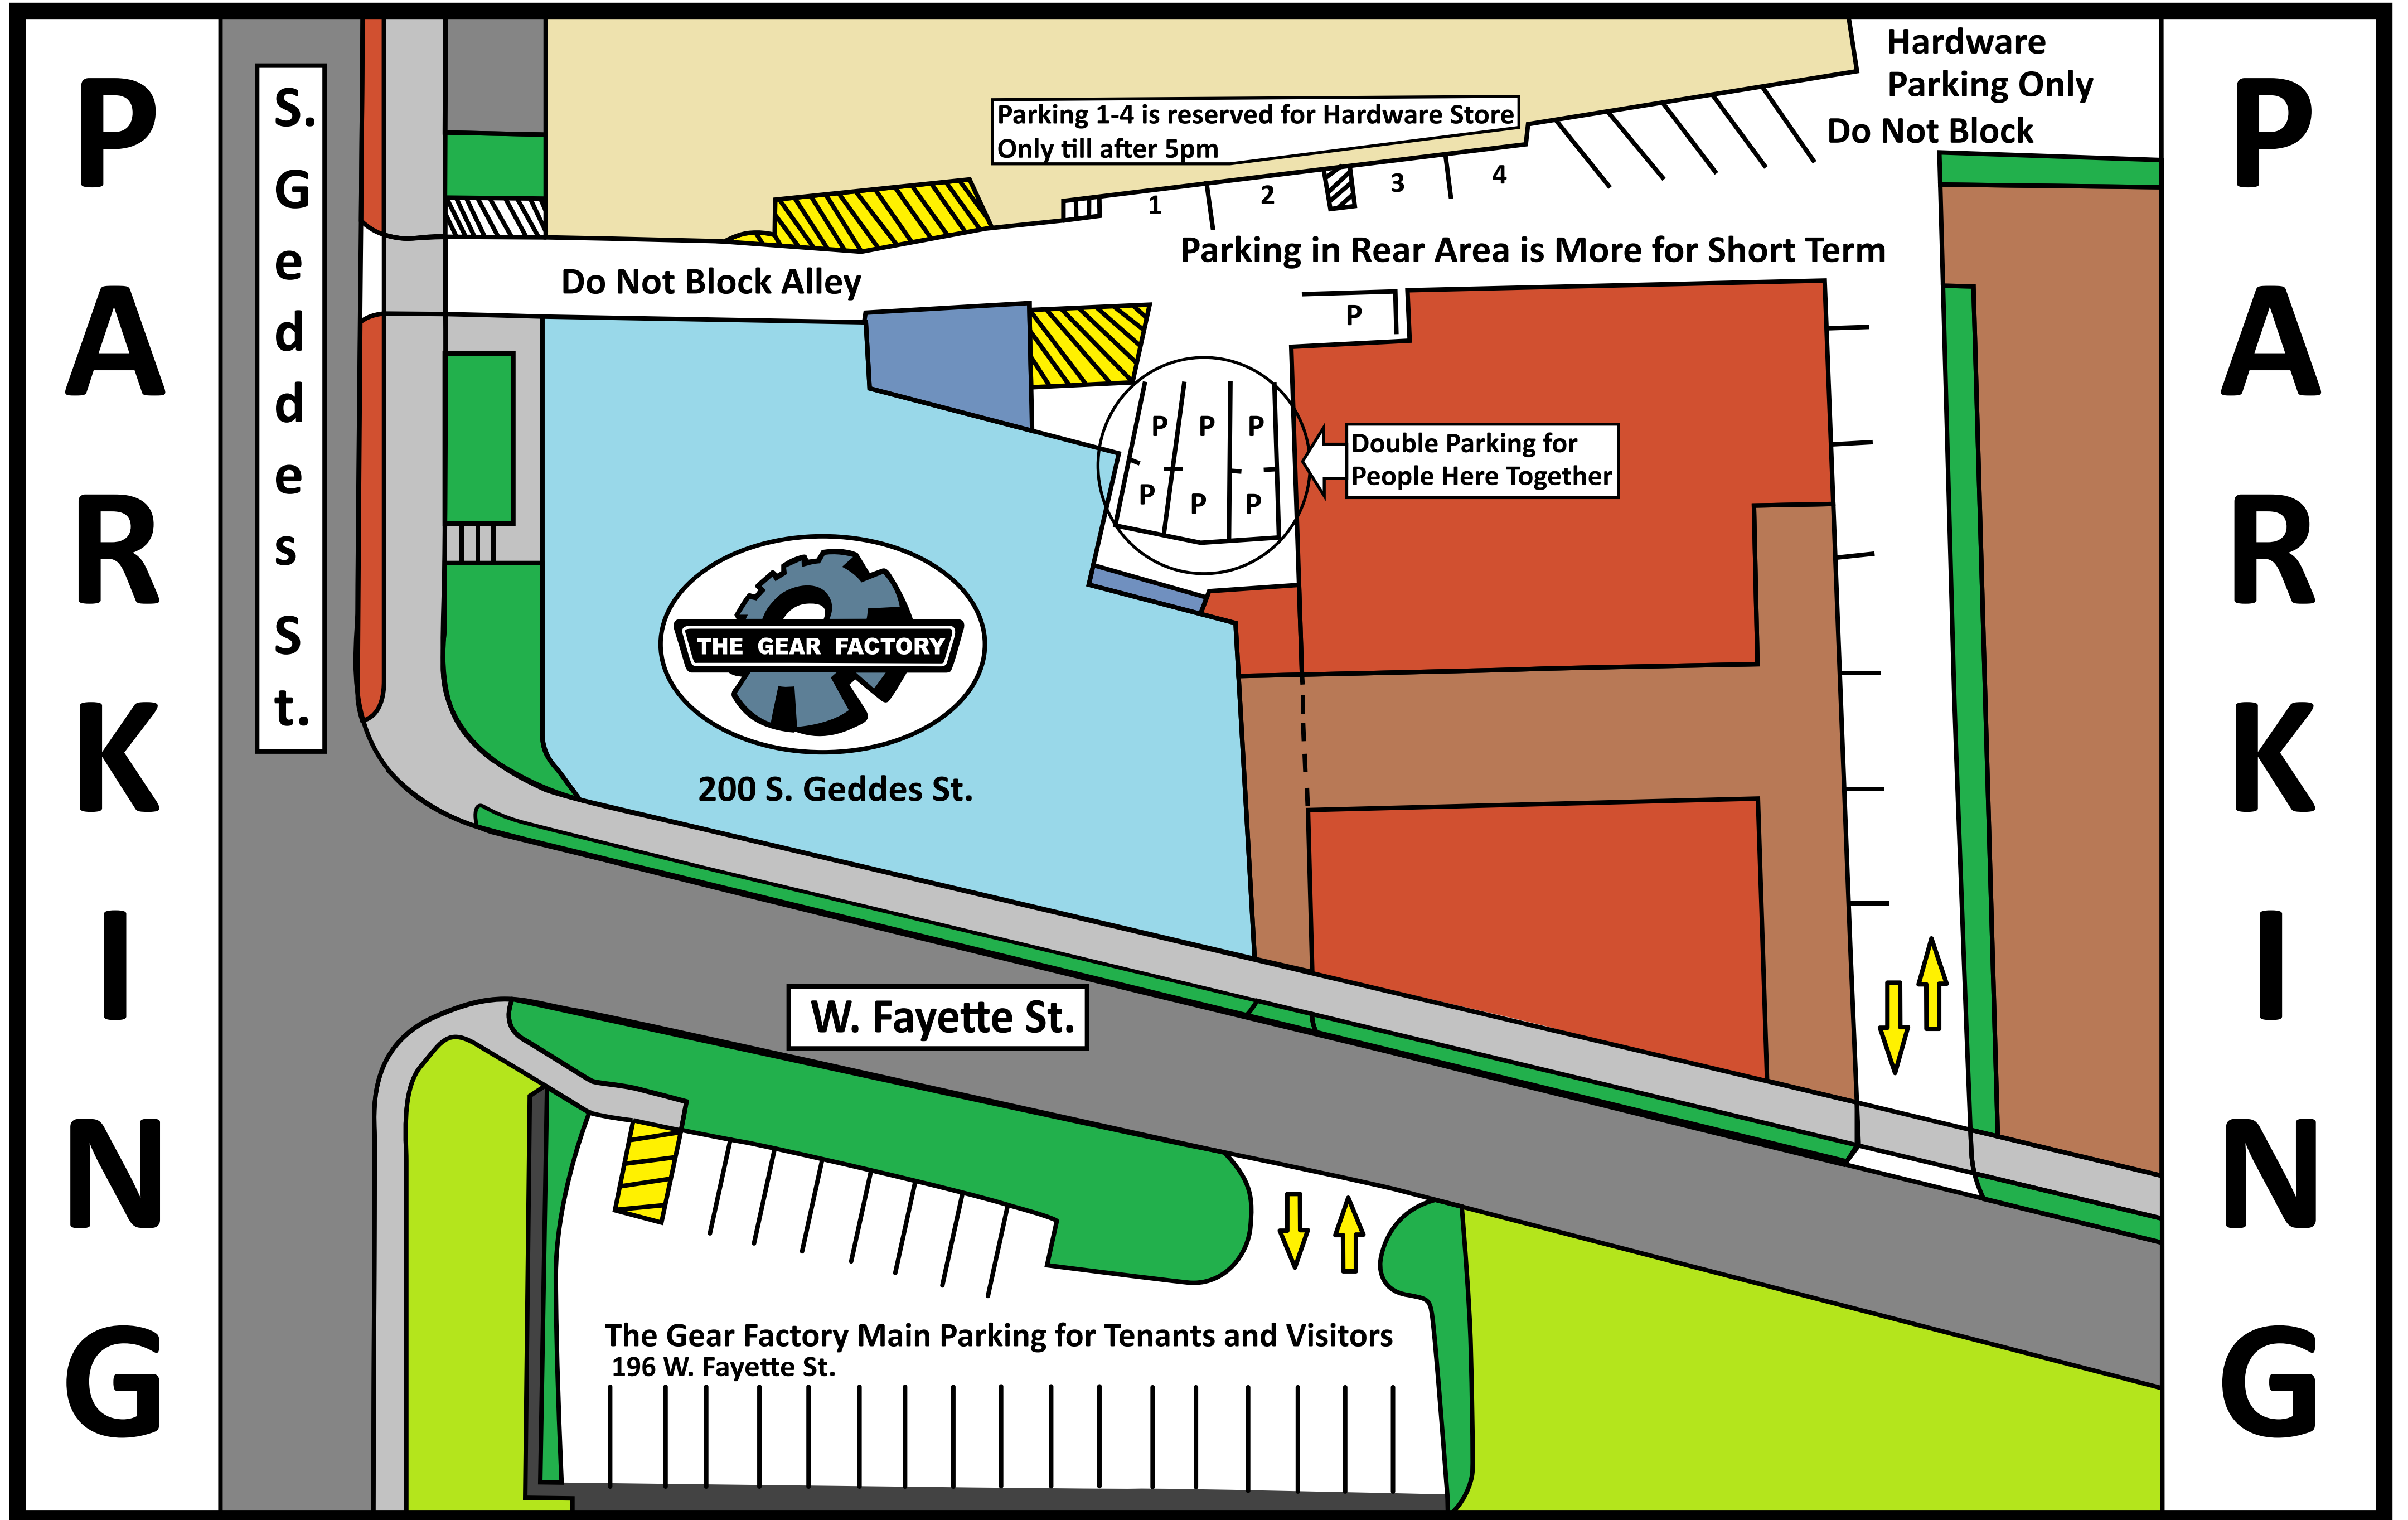 PARKING
S. Geddes St.
Hardware
Parking Only
Do Not Block
Parking 1-4 is reserved for Hardware Store
Only till after 5pm
1
2
3
4
Parking in Rear Area is More for Short Term
Do Not Block Alley
P
P P P
P P P
Double Parking for
People Here Together
THE GEAR FACTORY
200 S. Geddes St.
W. Fayette St.
The Gear Factory Main Parking for Tenants and Visitors
196 W. Fayette St.
PARKING